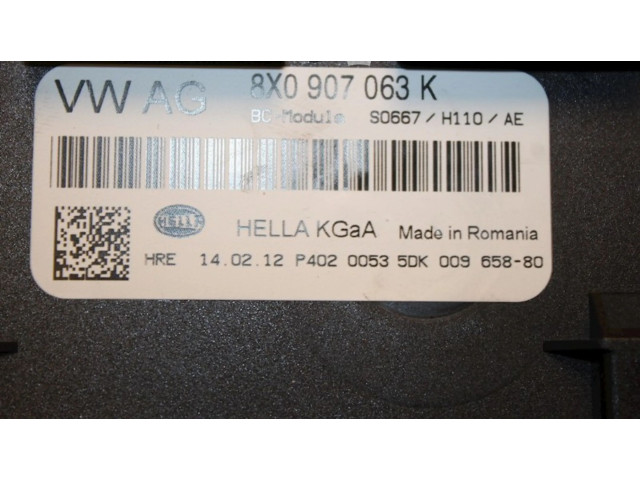 VW AG 8X0 907 063 K
BC-Module S0667 / H110 / AE
HELLA
HELLA KGaA Made in Romania
HRE 14.02.12 P402 0053 5DK 009 658-80